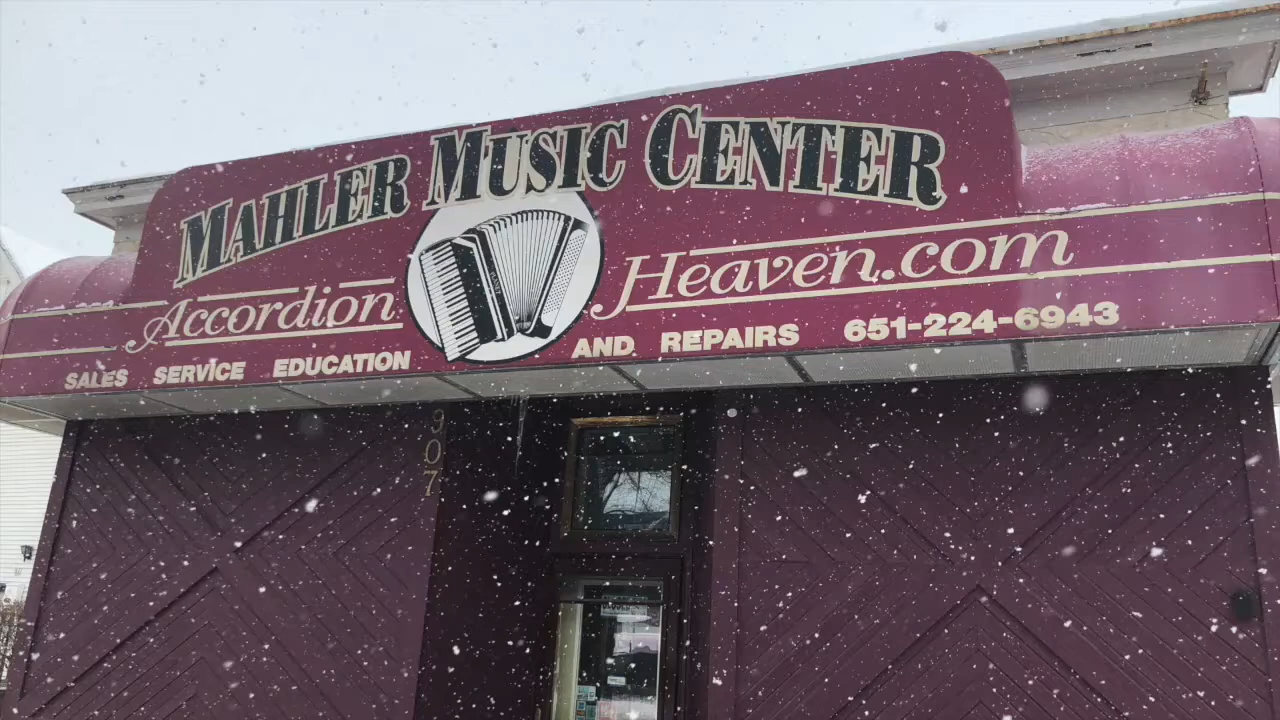 MAHLER MUSIC CENTER
Accordion Heaven.com
SALES SERVICE EDUCATION AND REPAIRS 651-224-6943
907